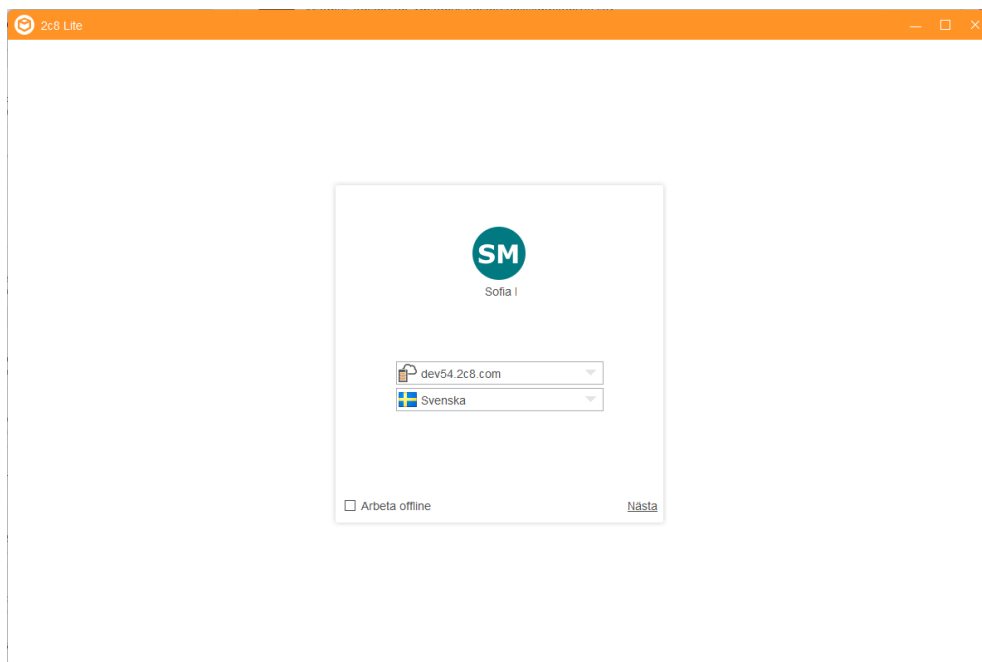 2c8 Lite
SM
Sofia
dev54.2c8.com
Svenska
Arbeta offline
Nästa